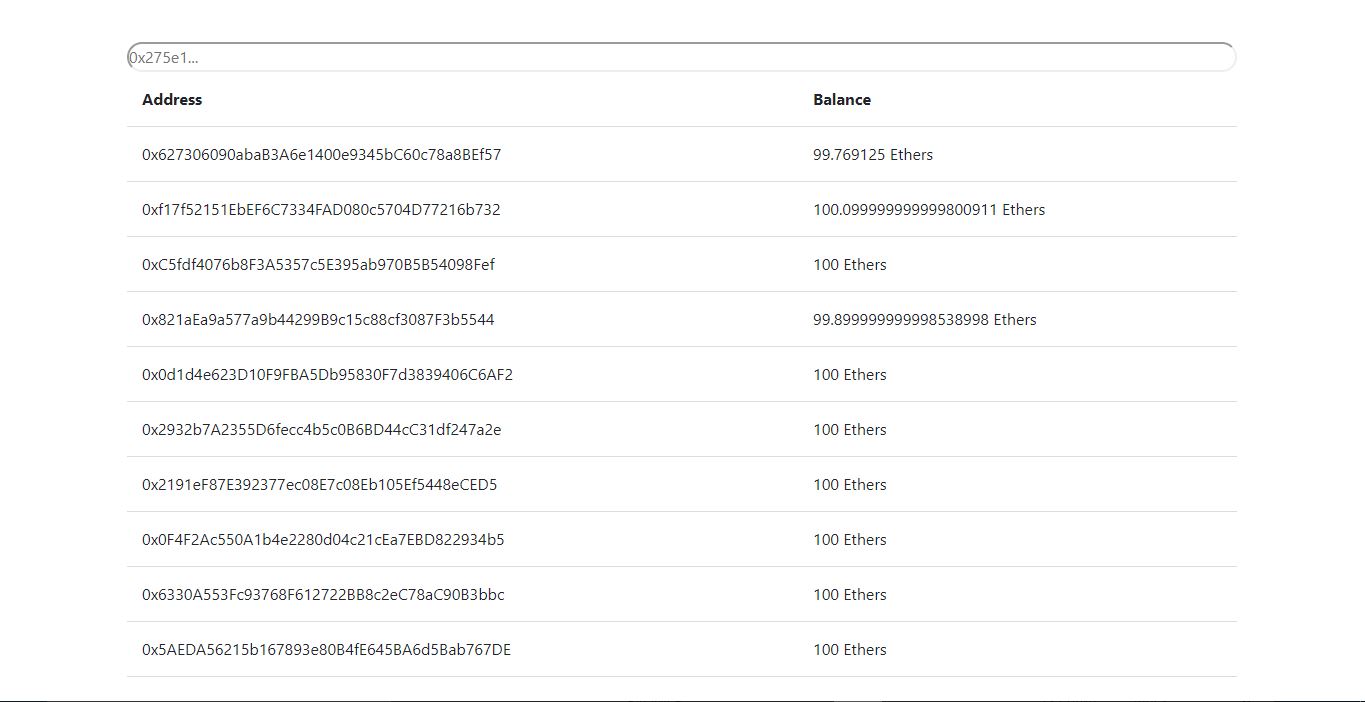 0x275e1...
Address Balance
0x627306090abaB3A6e1400e9345bC60c78a8BEf57 99.769125 Ethers
0xf17f52151EbEF6C7334FAD080c5704D77216b732 100.099999999999800911 Ethers
0xC5fdf4076b8F3A5357c5E395ab970B5B54098Fef 100 Ethers
0x821aEa9a577a9b44299B9c15c88cf3087F3b5544 99.899999999998538998 Ethers
0x0d1d4e623D10F9FBA5Db95830F7d3839406C6AF2 100 Ethers
0x2932b7A2355D6fecc4b5c0B6BD44cC31df247a2e 100 Ethers
0x2191eF87E392377ec08E7c08Eb105Ef5448eCED5 100 Ethers
0x0F4F2Ac550A1b4e2280d04c21cEa7EBD822934b5 100 Ethers
0x6330A553Fc93768F612722BB8c2eC78aC90B3bbc 100 Ethers
0x5AEDA56215b167893e80B4fE645BA6d5Bab767DE 100 Ethers